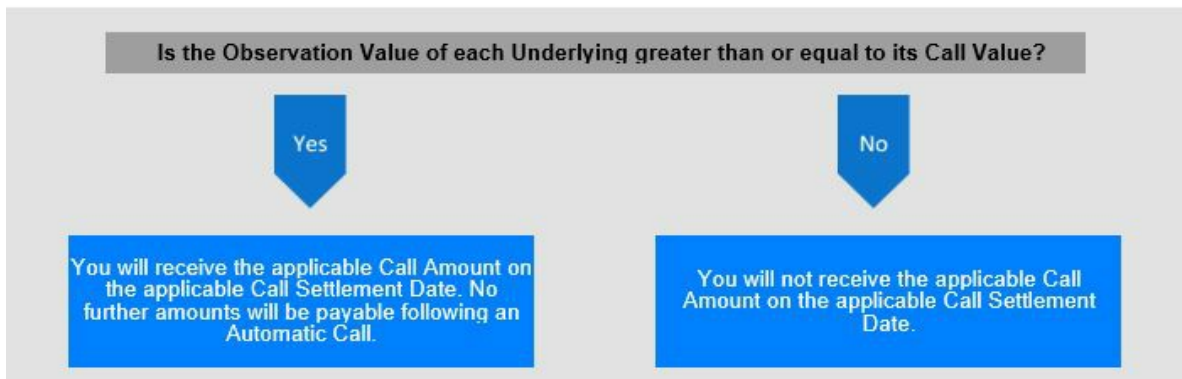 Is the Observation Value of each Underlying greater than or equal to its Call Value?
Yes
No
You will receive the applicable Call Amount on
the applicable Call Settlement Date. No
further amounts will be payable following an
Automatic Call.
You will not receive the applicable Call
Amount on the applicable Call Settlement
Date.